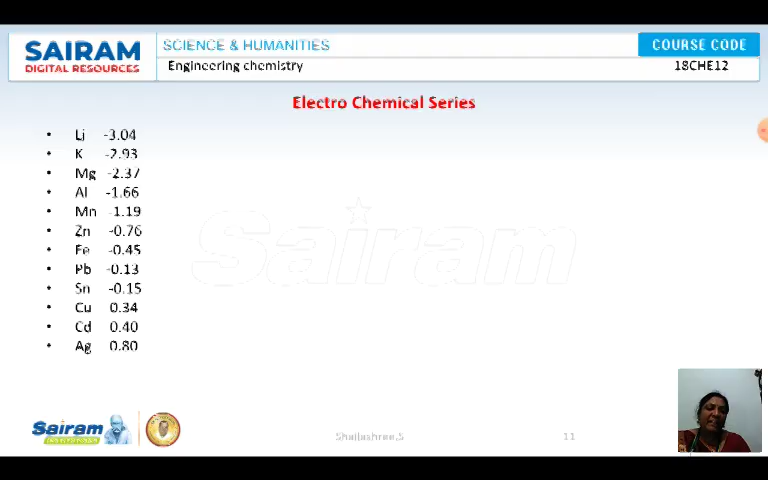 SAIRAM
DIGITAL RESOURCES
SCIENCE & HUMANITIES
COURSE CODE
Engineering chemistry
18CHE12
Electro Chemical Series
• Li -3.04
• K -2.93
• Mg -2.37
• Al -1.66
• Mn -1.19
• Zn -0.76
• Fe -0.45
• Pb -0.13
• Sn -0.15
• Cu 0.34
• Cd 0.40
• Ag 0.80
Sairam
Sairam
Shailashree.S
11